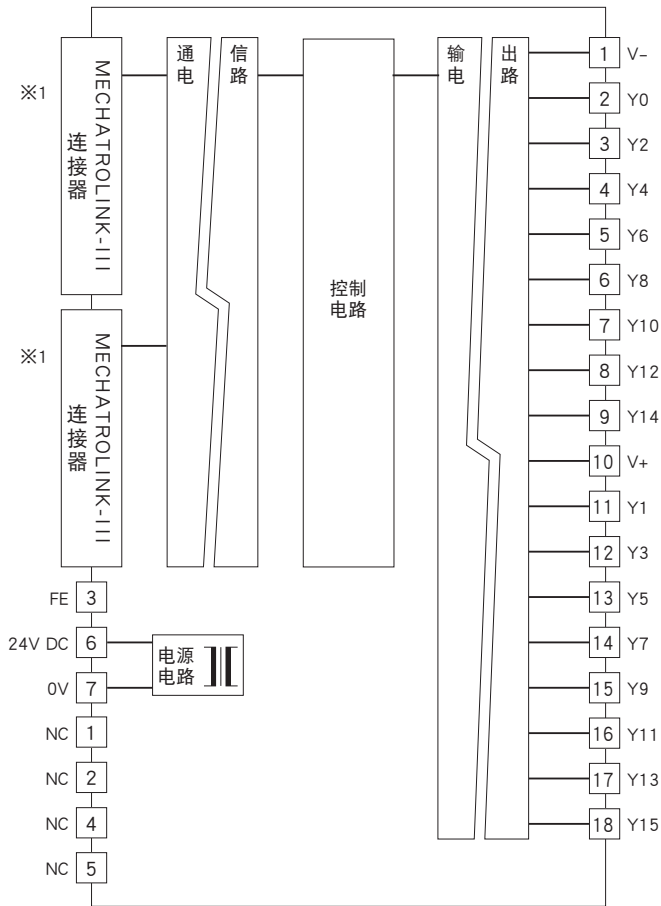 ※1
MECHATROLINK-III
连接器
※1
MECHATROLINK-III
连接器
通信
电路
控制
电路
输出
电路
FE 3
24V DC 6
0V 7
NC 1
NC 2
NC 4
NC 5
电源
电路
1 V−
2 Y0
3 Y2
4 Y4
5 Y6
6 Y8
7 Y10
8 Y12
9 Y14
10 V+
11 Y1
12 Y3
13 Y5
14 Y7
15 Y9
16 Y11
17 Y13
18 Y15